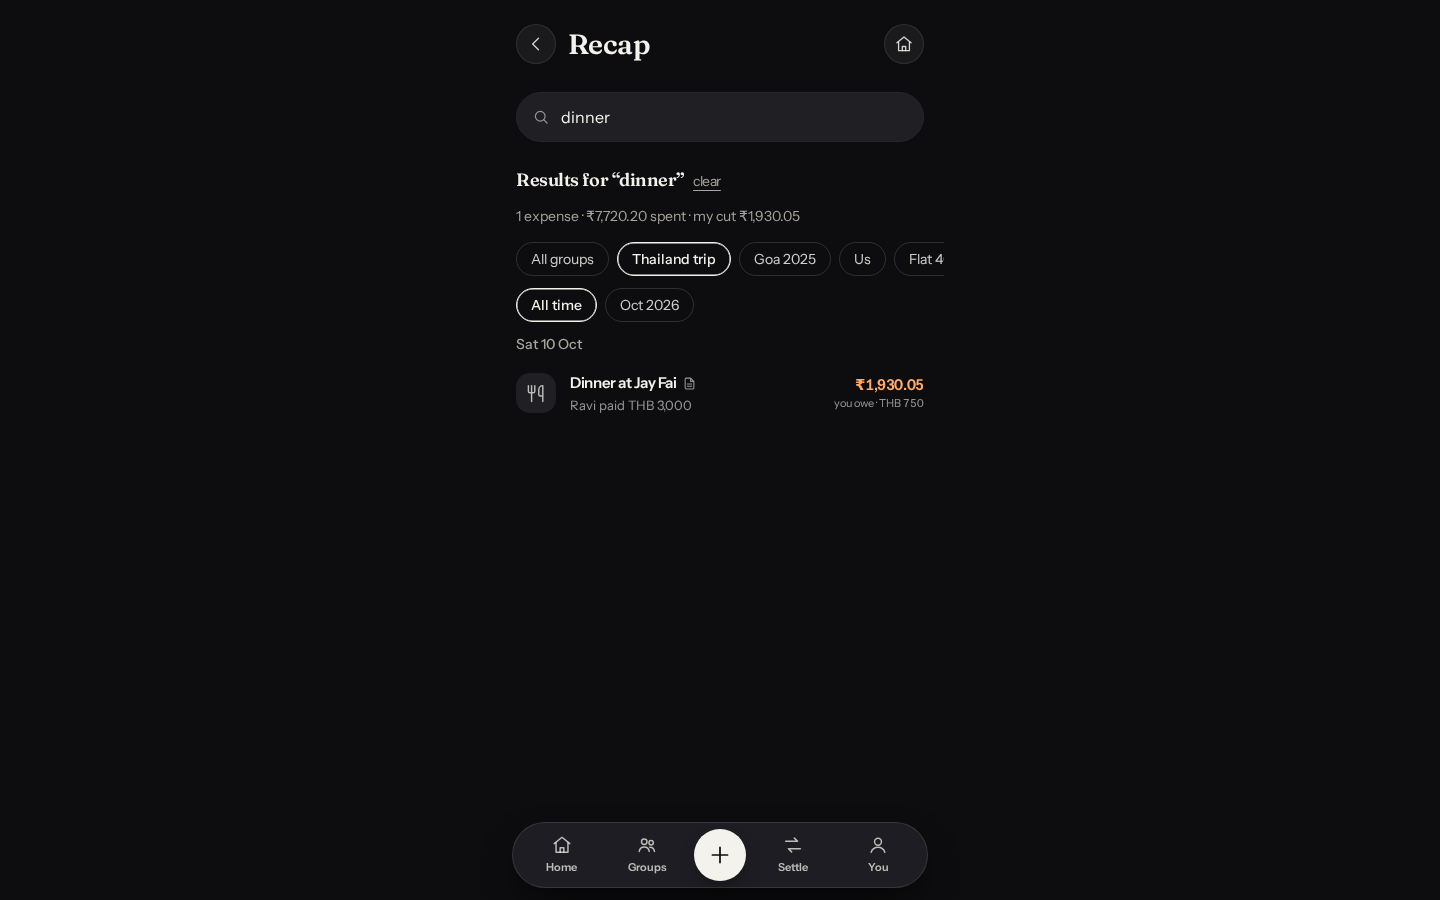 Recap
dinner
Results for “dinner” clear
1 expense · ₹7,720.20 spent · my cut ₹1,930.05
All groups Thailand trip Goa 2025 Us Flat
All time Oct 2026
Sat 10 Oct
Dinner at Jay Fai ₹1,930.05
Ravi paid THB 3,000 you owe · THB 750
Home Groups Settle You